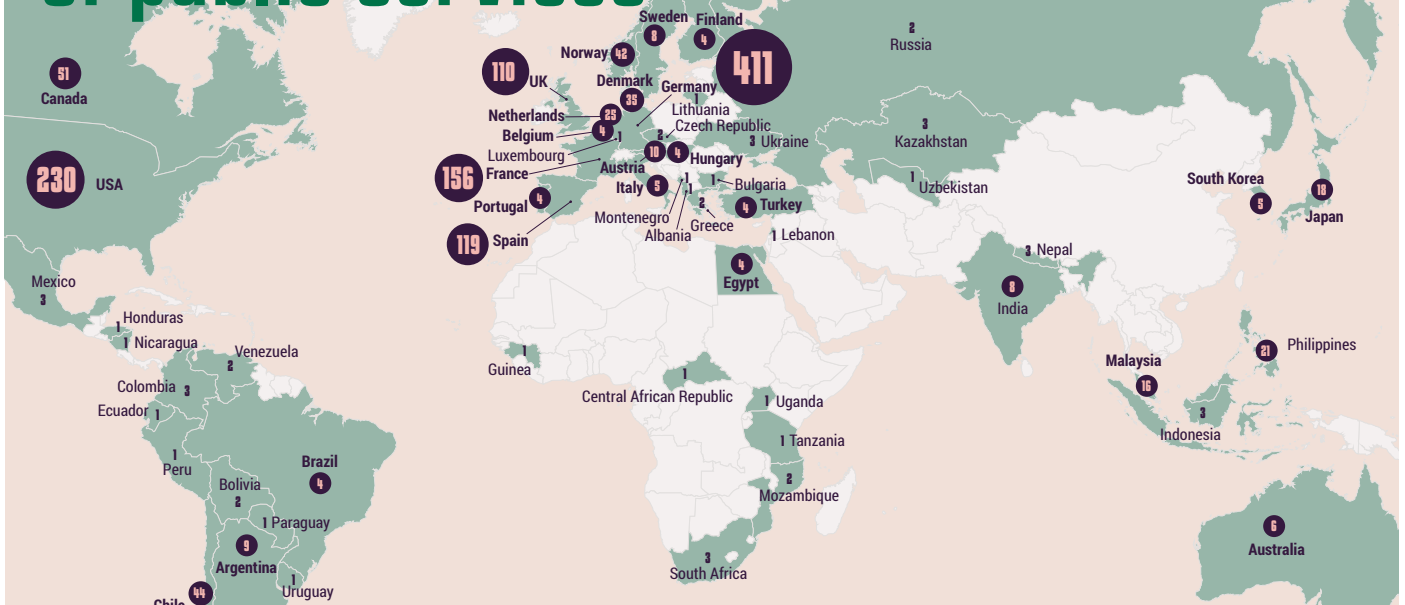 of public services
Sweden
8
Finland
4
2
Russia
51
Canada
Norway
42
411
110
UK
Denmark
35
Germany
1
Lithuania
Netherlands
25
Belgium
4
1
Luxembourg
2
Czech Republic
3
Ukraine
3
Kazakhstan
230
USA
156
France
Austria
10
4
Hungary
Italy
5
1
Bulgaria
1
Uzbekistan
South Korea
5
18
Japan
Portugal
4
1
1
2
4
Turkey
Montenegro
Albania
Greece
119
Spain
1
Lebanon
3
Nepal
4
Egypt
8
India
Mexico
3
Honduras
1
1
Nicaragua
Venezuela
2
Colombia
3
Ecuador
1
1
Guinea
1
Central African Republic
1
Uganda
21
Philippines
Malaysia
16
3
Indonesia
1
Peru
Brazil
4
1
Tanzania
2
Mozambique
Bolivia
2
1
Paraguay
9
Argentina
1
Uruguay
44
Chile
3
South Africa
6
Australia